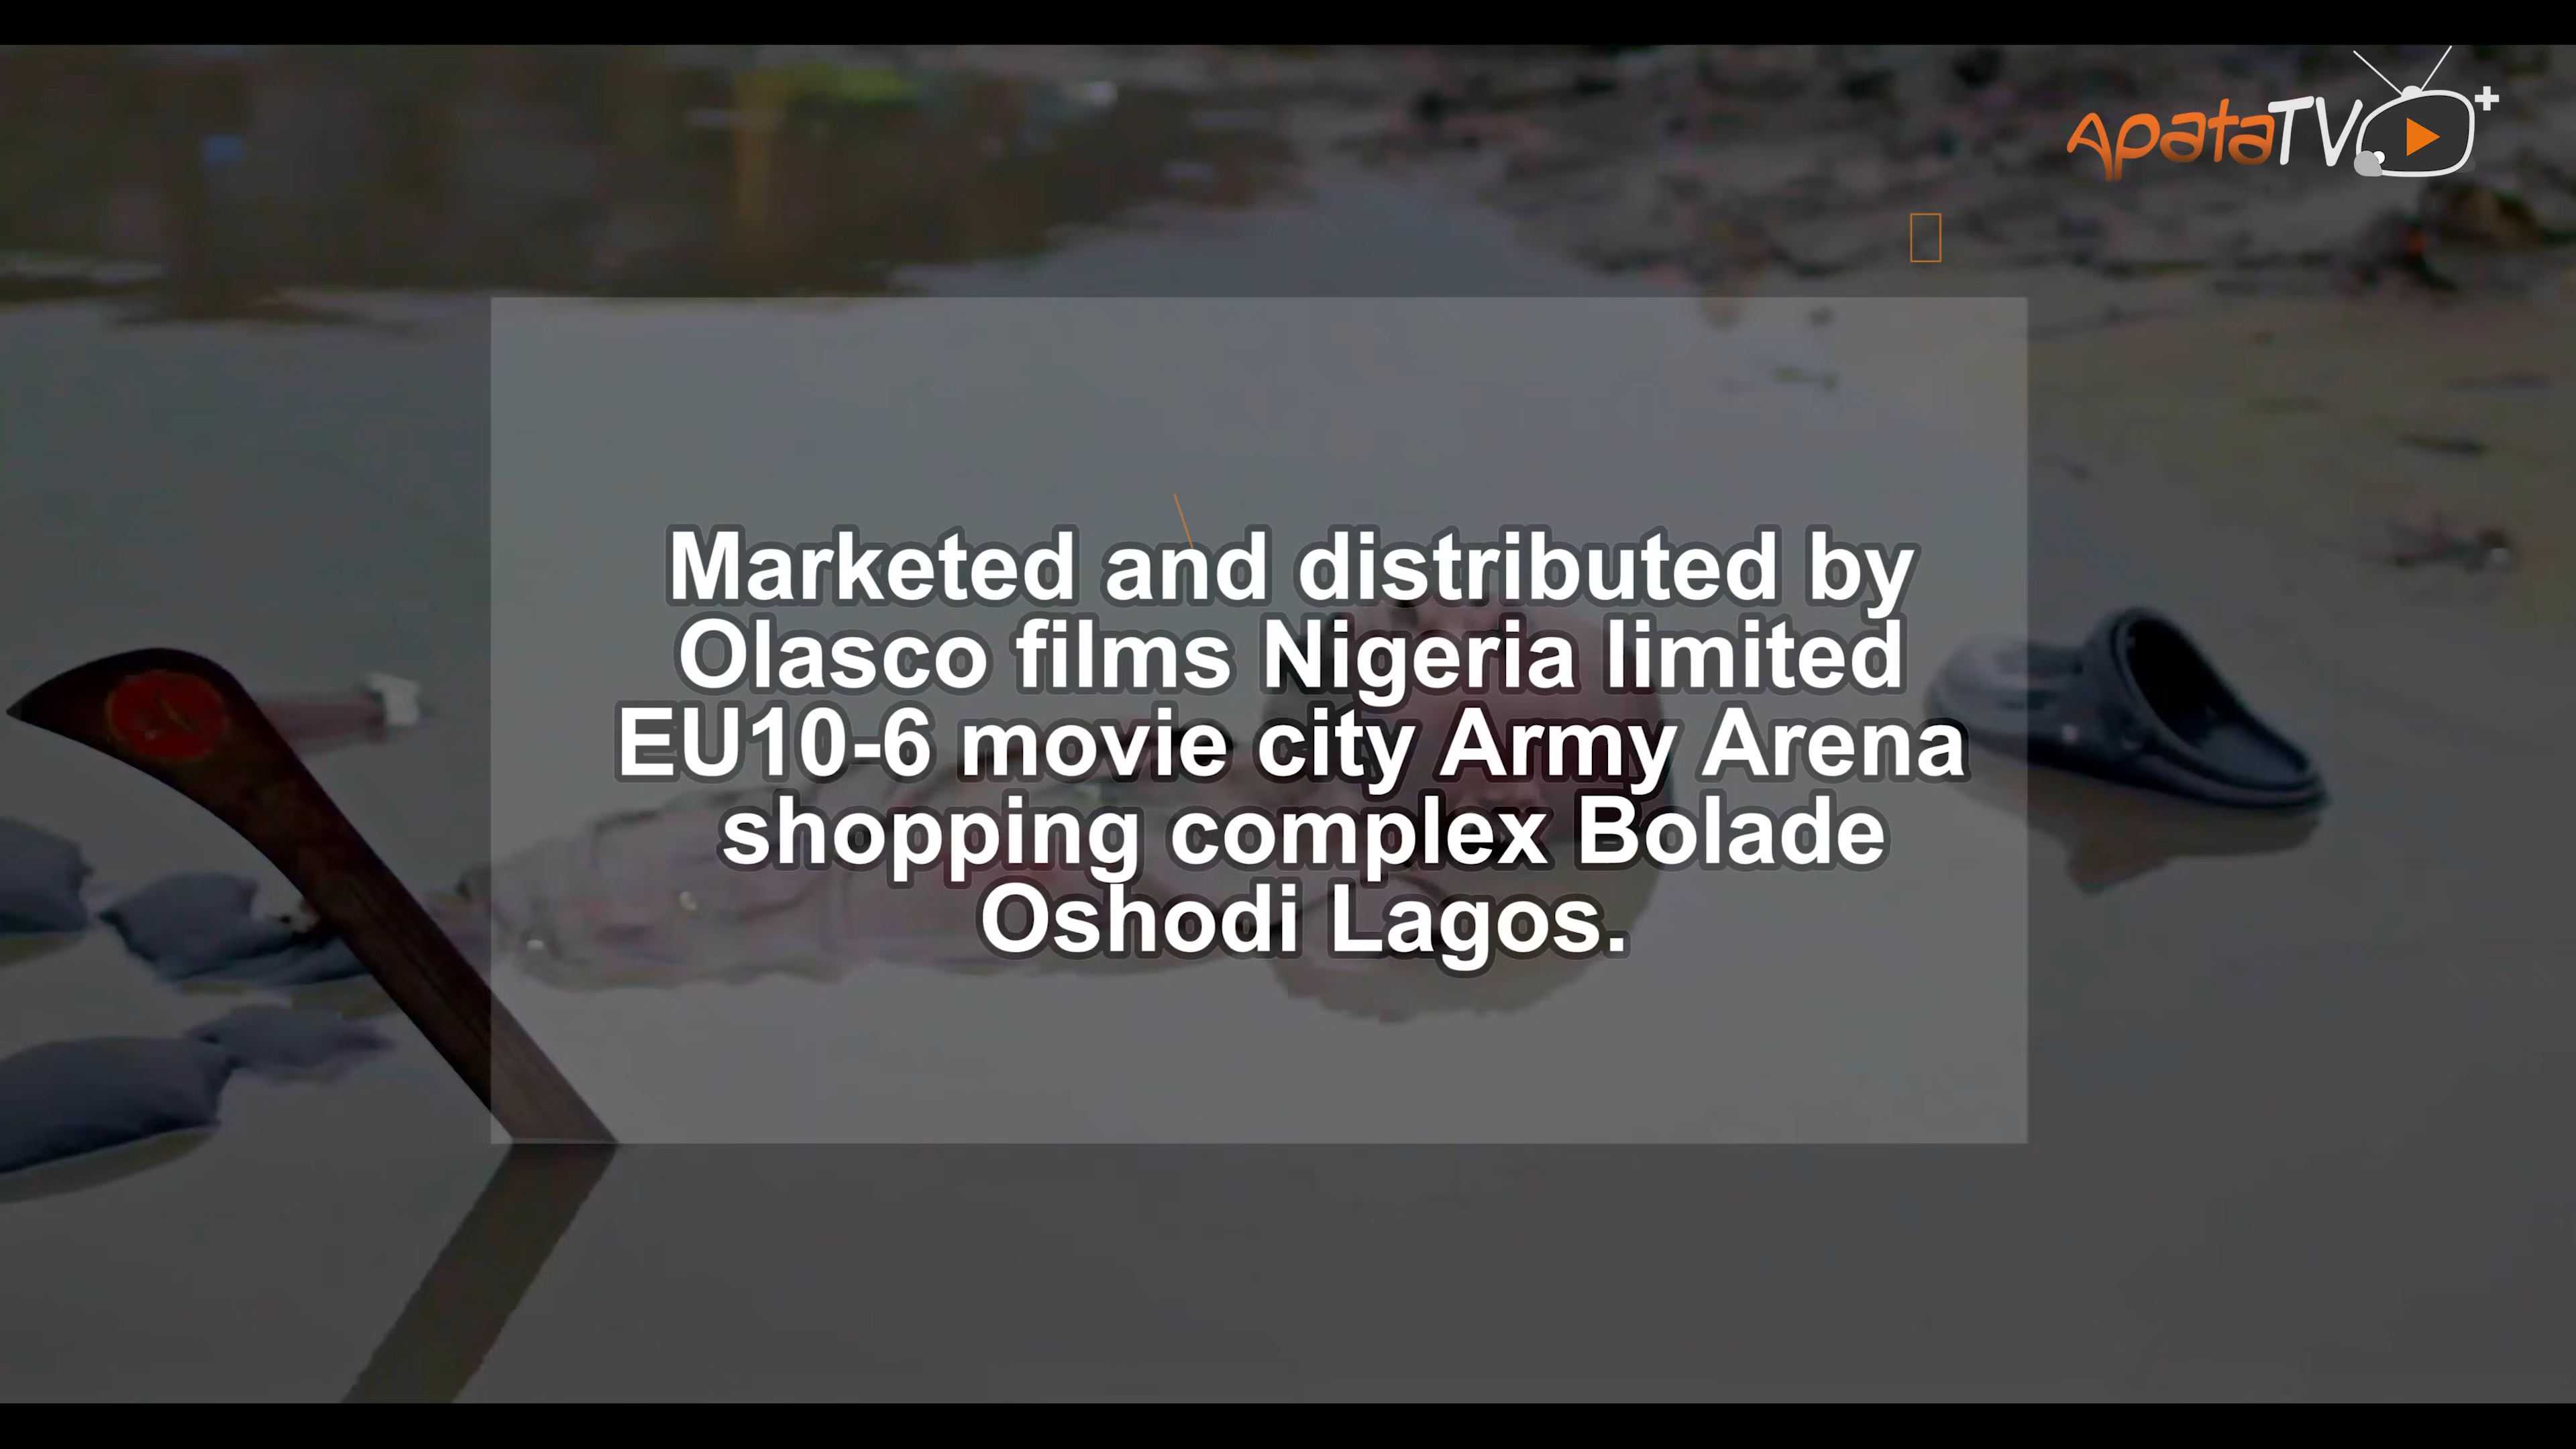 ApataTV+
Marketed and distributed by
Olasco films Nigeria limited
EU10-6 movie city Army Arena
shopping complex Bolade
Oshodi Lagos.